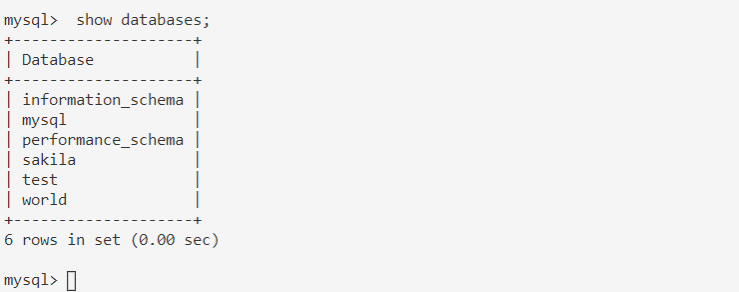 mysql>  show databases;
+--------------------+
| Database           |
+--------------------+
| information_schema |
| mysql              |
| performance_schema |
| sakila             |
| test               |
| world              |
+--------------------+
6 rows in set (0.00 sec)
mysql>